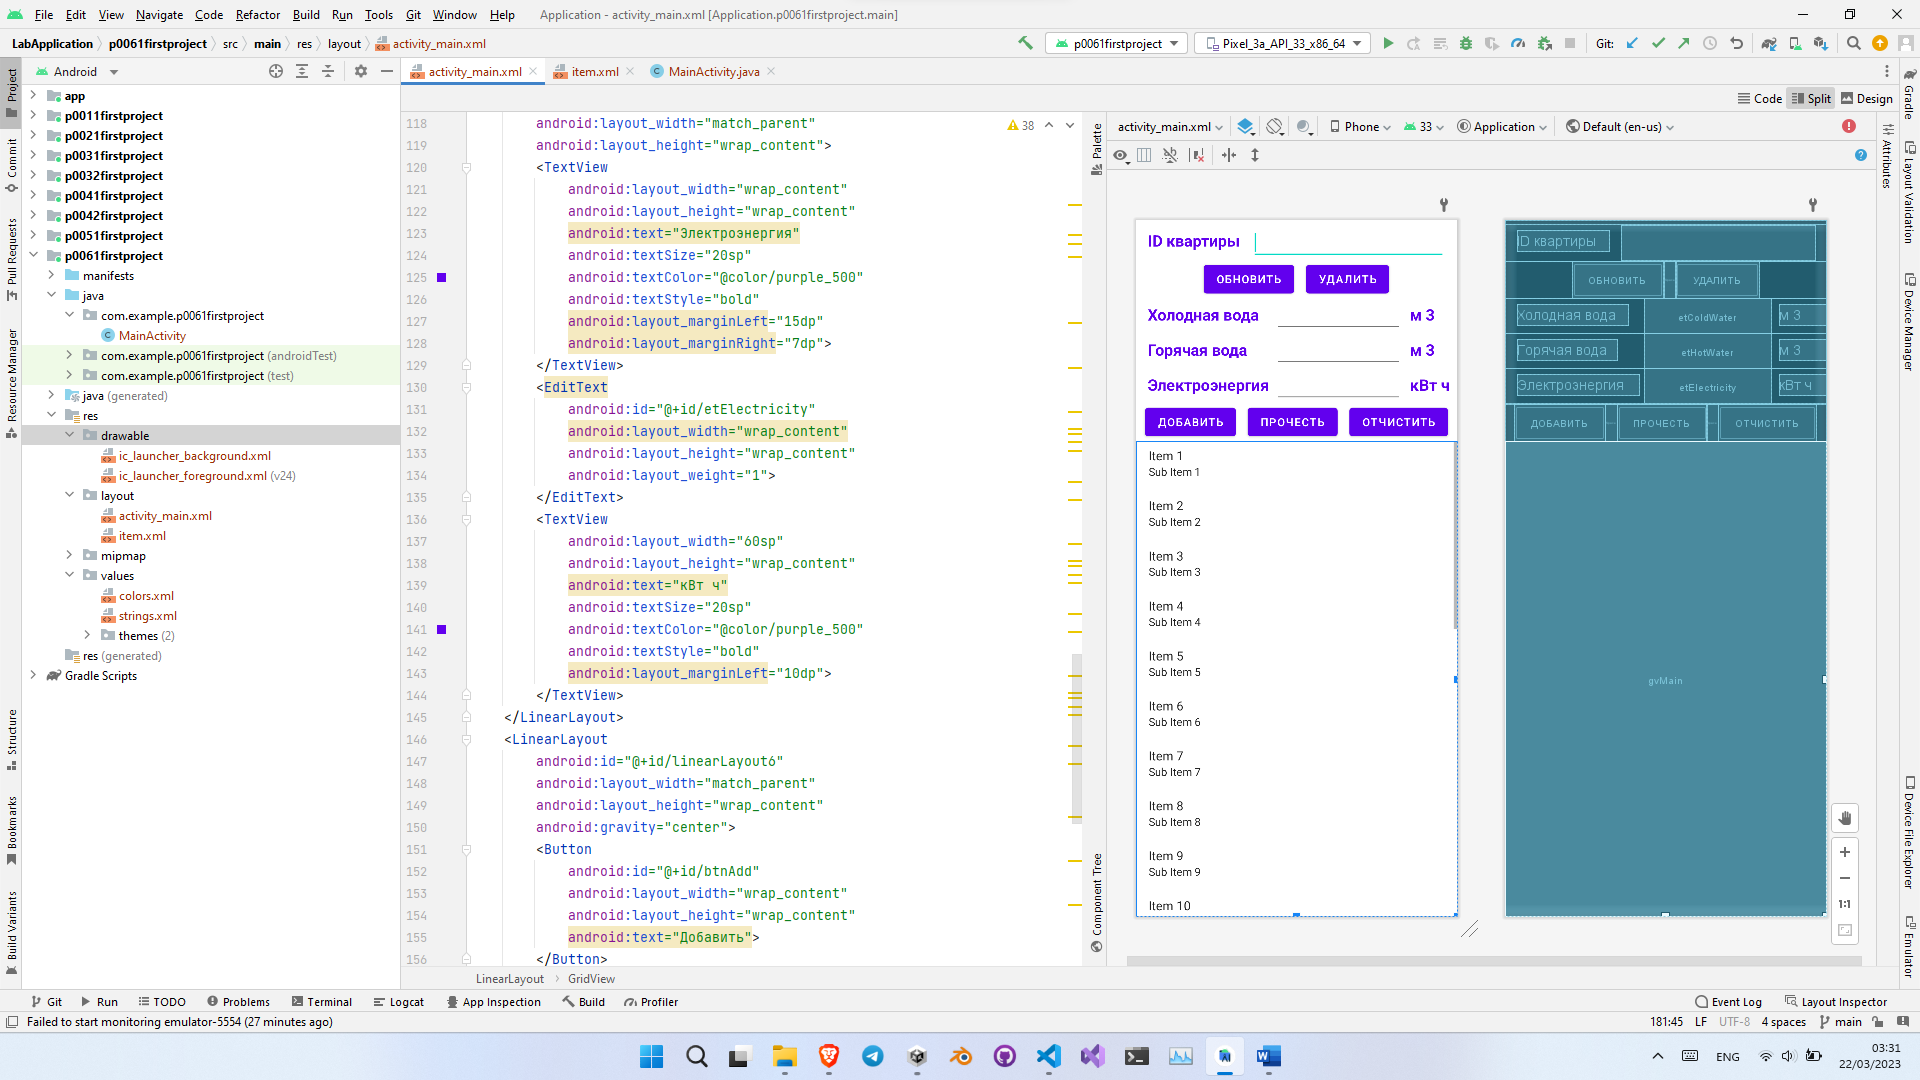 File Edit View Navigate Code Refactor Build Run Tools Git Window Help Application - activity_main.xml [Application.p0061firstproject.main]
LabApplication p0061firstproject src main res layout activity_main.xml p0061firstproject Pixel_3a_API_33_x86_64 Git:
Android activity_main.xml item.xml MainActivity.java
Code Split Design
Project
Commit
Pull Requests
Resource Manager
Structure
Bookmarks
Build Variants
app
p0011firstproject
p0021firstproject
p0031firstproject
p0032firstproject
p0041firstproject
p0042firstproject
p0051firstproject
p0061firstproject
manifests
java
com.example.p0061firstproject
MainActivity
com.example.p0061firstproject (androidTest)
com.example.p0061firstproject (test)
java (generated)
res
drawable
ic_launcher_background.xml
ic_launcher_foreground.xml (v24)
layout
activity_main.xml
item.xml
mipmap
values
colors.xml
strings.xml
themes (2)
res (generated)
Gradle Scripts
38
118 android:layout_width="match_parent"
119 android:layout_height="wrap_content">
120 <TextView
121 android:layout_width="wrap_content"
122 android:layout_height="wrap_content"
123 android:text="Электроэнергия"
124 android:textSize="20sp"
125 android:textColor="@color/purple_500"
126 android:textStyle="bold"
127 android:layout_marginLeft="15dp"
128 android:layout_marginRight="7dp">
129 </TextView>
130 <EditText
131 android:id="@+id/etElectricity"
132 android:layout_width="wrap_content"
133 android:layout_height="wrap_content"
134 android:layout_weight="1">
135 </EditText>
136 <TextView
137 android:layout_width="60sp"
138 android:layout_height="wrap_content"
139 android:text="кВт ч"
140 android:textSize="20sp"
141 android:textColor="@color/purple_500"
142 android:textStyle="bold"
143 android:layout_marginLeft="10dp">
144 </TextView>
145 </LinearLayout>
146 <LinearLayout
147 android:id="@+id/linearLayout6"
148 android:layout_width="match_parent"
149 android:layout_height="wrap_content"
150 android:gravity="center">
151 <Button
152 android:id="@+id/btnAdd"
153 android:layout_width="wrap_content"
154 android:layout_height="wrap_content"
155 android:text="Добавить">
156 </Button>
LinearLayout GridView
Palette
Component Tree
activity_main.xml Phone 33 Application Default (en-us)
ID квартиры
ОБНОВИТЬ УДАЛИТЬ
Холодная вода м 3
Горячая вода м 3
Электроэнергия кВт ч
ДОБАВИТЬ ПРОЧЕСТЬ ОТЧИСТИТЬ
Item 1
Sub Item 1
Item 2
Sub Item 2
Item 3
Sub Item 3
Item 4
Sub Item 4
Item 5
Sub Item 5
Item 6
Sub Item 6
Item 7
Sub Item 7
Item 8
Sub Item 8
Item 9
Sub Item 9
Item 10
ID квартиры
ОБНОВИТЬ УДАЛИТЬ
Холодная вода etColdWater м 3
Горячая вода etHotWater м 3
Электроэнергия etElectricity кВт ч
ДОБАВИТЬ ПРОЧЕСТЬ ОТЧИСТИТЬ
gvMain
1:1
Attributes
Gradle
Layout Validation
Device Manager
Device File Explorer
Emulator
Git Run TODO Problems Terminal Logcat App Inspection Build Profiler Event Log Layout Inspector
Failed to start monitoring emulator-5554 (27 minutes ago) 181:45 LF UTF-8 4 spaces main
ENG 03:31
22/03/2023